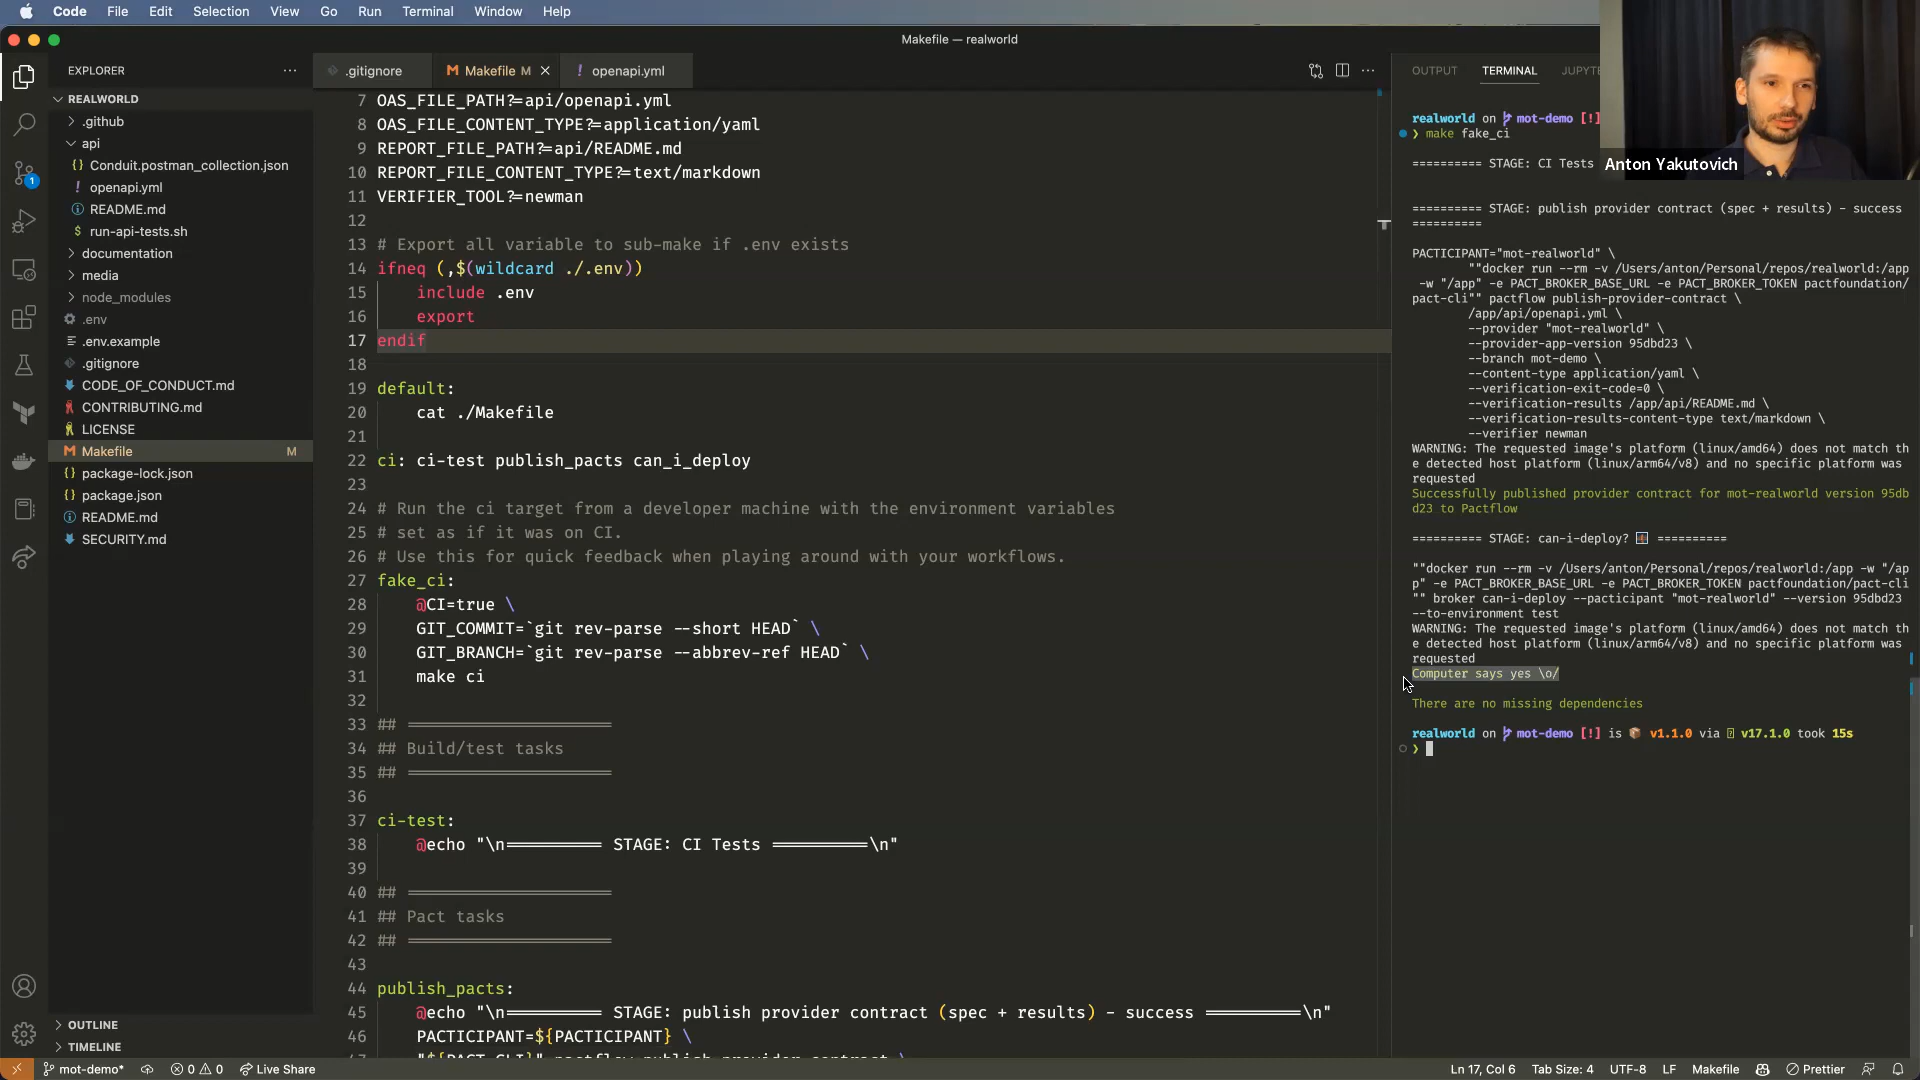 Code File Edit Selection View Go Run Terminal Window Help
Makefile — realworld
EXPLORER
REALWORLD
.github
api
Conduit.postman_collection.json
openapi.yml
README.md
run-api-tests.sh
documentation
media
node_modules
.env
.env.example
.gitignore
CODE_OF_CONDUCT.md
CONTRIBUTING.md
LICENSE
Makefile M
package-lock.json
package.json
README.md
SECURITY.md
OUTLINE
TIMELINE
1
.gitignore Makefile M openapi.yml
7 OAS_FILE_PATH?=api/openapi.yml
8 OAS_FILE_CONTENT_TYPE?=application/yaml
9 REPORT_FILE_PATH?=api/README.md
10 REPORT_FILE_CONTENT_TYPE?=text/markdown
11 VERIFIER_TOOL?=newman
12
13 # Export all variable to sub-make if .env exists
14 ifneq (,$(wildcard ./.env))
15 include .env
16 export
17 endif
18
19 default:
20 cat ./Makefile
21
22 ci: ci-test publish_pacts can_i_deploy
23
24 # Run the ci target from a developer machine with the environment variables
25 # set as if it was on CI.
26 # Use this for quick feedback when playing around with your workflows.
27 fake_ci:
28 @CI=true \
29 GIT_COMMIT=`git rev-parse --short HEAD` \
30 GIT_BRANCH=`git rev-parse --abbrev-ref HEAD` \
31 make ci
32
33 ## =====================
34 ## Build/test tasks
35 ## =====================
36
37 ci-test:
38 @echo "\n========== STAGE: CI Tests ==========\n"
39
40 ## =====================
41 ## Pact tasks
42 ## =====================
43
44 publish_pacts:
45 @echo "\n========== STAGE: publish provider contract (spec + results) - success ==========\n"
46 PACTICIPANT=${PACTICIPANT} \
OUTPUT TERMINAL JUPYTE
realworld on mot-demo [!]
❯ make fake_ci
========== STAGE: CI Tests
Anton Yakutovich
========== STAGE: publish provider contract (spec + results) - success
==========
PACTICIPANT="mot-realworld" \
""docker run --rm -v /Users/anton/Personal/repos/realworld:/app
-w "/app" -e PACT_BROKER_BASE_URL -e PACT_BROKER_TOKEN pactfoundation/
pact-cli"" pactflow publish-provider-contract \
/app/api/openapi.yml \
--provider "mot-realworld" \
--provider-app-version 95dbd23 \
--branch mot-demo \
--content-type application/yaml \
--verification-exit-code=0 \
--verification-results /app/api/README.md \
--verification-results-content-type text/markdown \
--verifier newman
WARNING: The requested image's platform (linux/amd64) does not match th
e detected host platform (linux/arm64/v8) and no specific platform was
requested
Successfully published provider contract for mot-realworld version 95db
d23 to Pactflow
========== STAGE: can-i-deploy? ==========
""docker run --rm -v /Users/anton/Personal/repos/realworld:/app -w "/ap
p" -e PACT_BROKER_BASE_URL -e PACT_BROKER_TOKEN pactfoundation/pact-cli
"" broker can-i-deploy --pacticipant "mot-realworld" --version 95dbd23
--to-environment test
WARNING: The requested image's platform (linux/amd64) does not match th
e detected host platform (linux/arm64/v8) and no specific platform was
requested
Computer says yes \o/
There are no missing dependencies
realworld on mot-demo [!] is v1.1.0 via v17.1.0 took 15s
❯
mot-demo* 0 0 Live Share Ln 17, Col 6 Tab Size: 4 UTF-8 LF Makefile Prettier